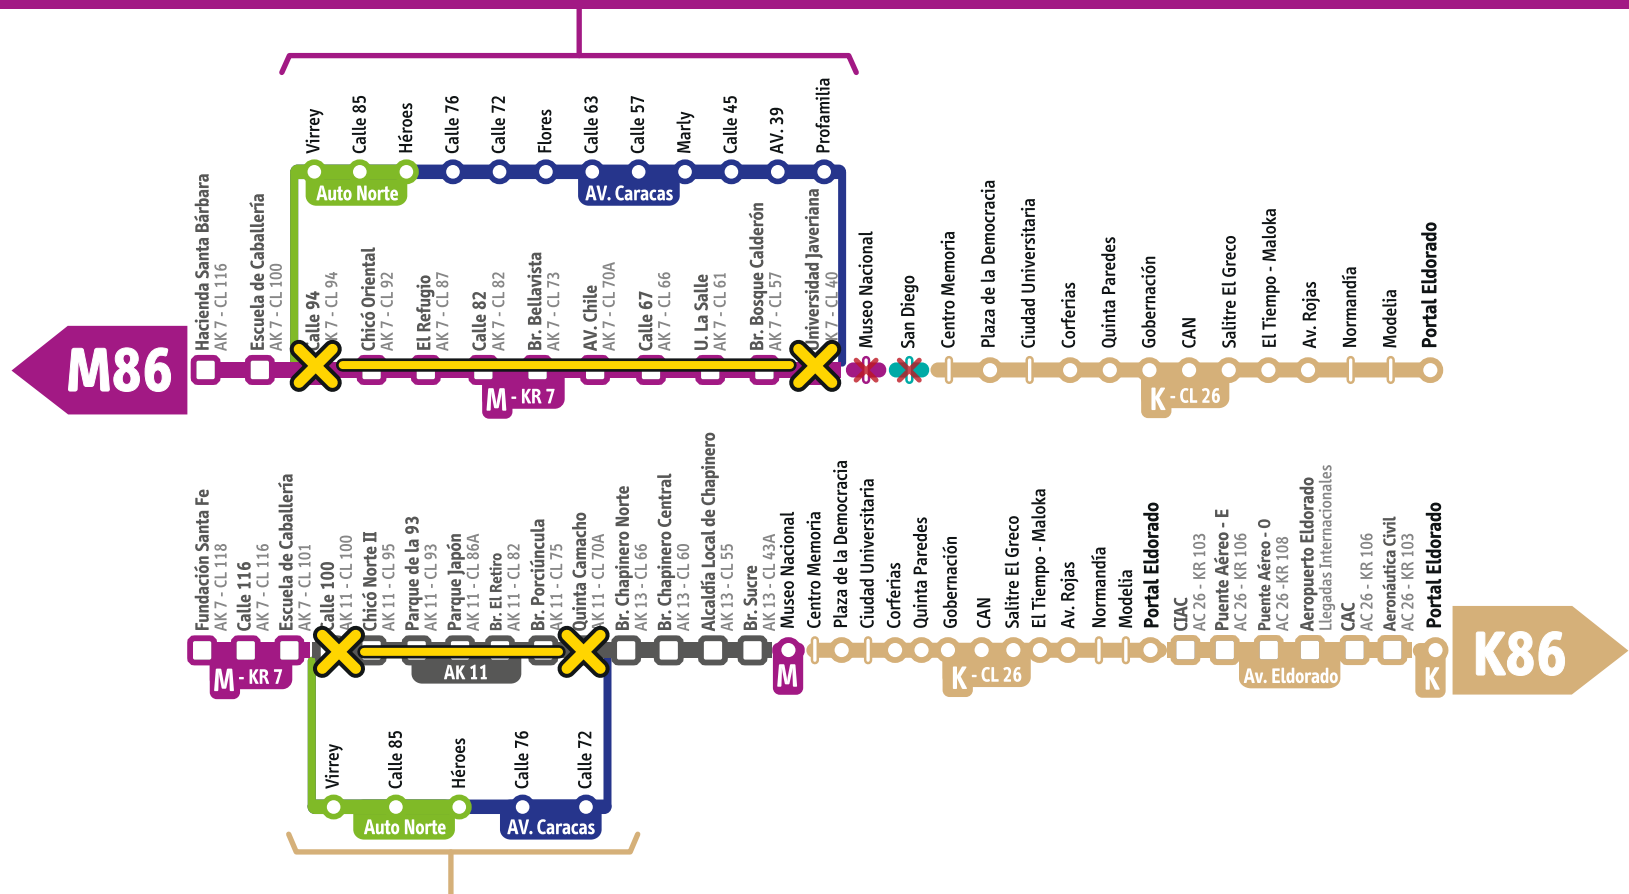 Virrey
Calle 85
Héroes
Calle 76
Calle 72
Flores
Calle 63
Calle 57
Marly
Calle 45
AV. 39
Profamilia
Auto Norte
AV. Caracas
M86
Hacienda Santa Bárbara
AK 7 - CL 116
Escuela de Caballería
AK 7 - CL 100
Calle 94
AK 7 - CL 94
Chicó Oriental
AK 7 - CL 92
El Refugio
AK 7 - CL 87
Calle 82
AK 7 - CL 82
Br. Bellavista
AK 7 - CL 73
AV. Chile
AK 7 - CL 70A
Calle 67
AK 7 - CL 66
U. La Salle
AK 7 - CL 61
Br. Bosque Calderón
AK 7 - CL 57
Universidad Javeriana
AK 7 - CL 40
Museo Nacional
San Diego
Centro Memoria
Plaza de la Democracia
Ciudad Universitaria
Corferias
Quinta Paredes
Gobernación
CAN
Salitre El Greco
El Tiempo - Maloka
Av. Rojas
Normandía
Modelia
Portal Eldorado
M - KR 7
K - CL 26
Fundación Santa Fe
AK 7 - CL 118
Calle 116
AK 7 - CL 116
Escuela de Caballería
AK 7 - CL 101
Calle 100
AK 11 - CL 100
Chicó Norte II
AK 11 - CL 95
Parque de la 93
AK 11 - CL 93
Parque Japón
AK 11 - CL 86A
Br. El Retiro
AK 11 - CL 82
Br. Porciúncula
AK 11 - CL 75
Quinta Camacho
AK 11 - CL 70A
Br. Chapinero Norte
AK 13 - CL 66
Br. Chapinero Central
AK 13 - CL 60
Alcaldía Local de Chapinero
AK 13 - CL 55
Br. Sucre
AK 13 - CL 43A
Museo Nacional
Centro Memoria
Plaza de la Democracia
Ciudad Universitaria
Corferias
Quinta Paredes
Gobernación
CAN
Salitre El Greco
El Tiempo - Maloka
Av. Rojas
Normandía
Modelia
Portal Eldorado
CIAC
AC 26 - KR 103
Puente Aéreo - E
AC 26 - KR 106
Puente Aéreo - O
AC 26 -KR 108
Aeropuerto Eldorado
Llegadas Internacionales
CAC
AC 26 - KR 106
Aeronáutica Civil
AC 26 - KR 103
Portal Eldorado
K86
M - KR 7
AK 11
M
K - CL 26
Av. Eldorado
K
Virrey
Calle 85
Héroes
Calle 76
Calle 72
Auto Norte
AV. Caracas